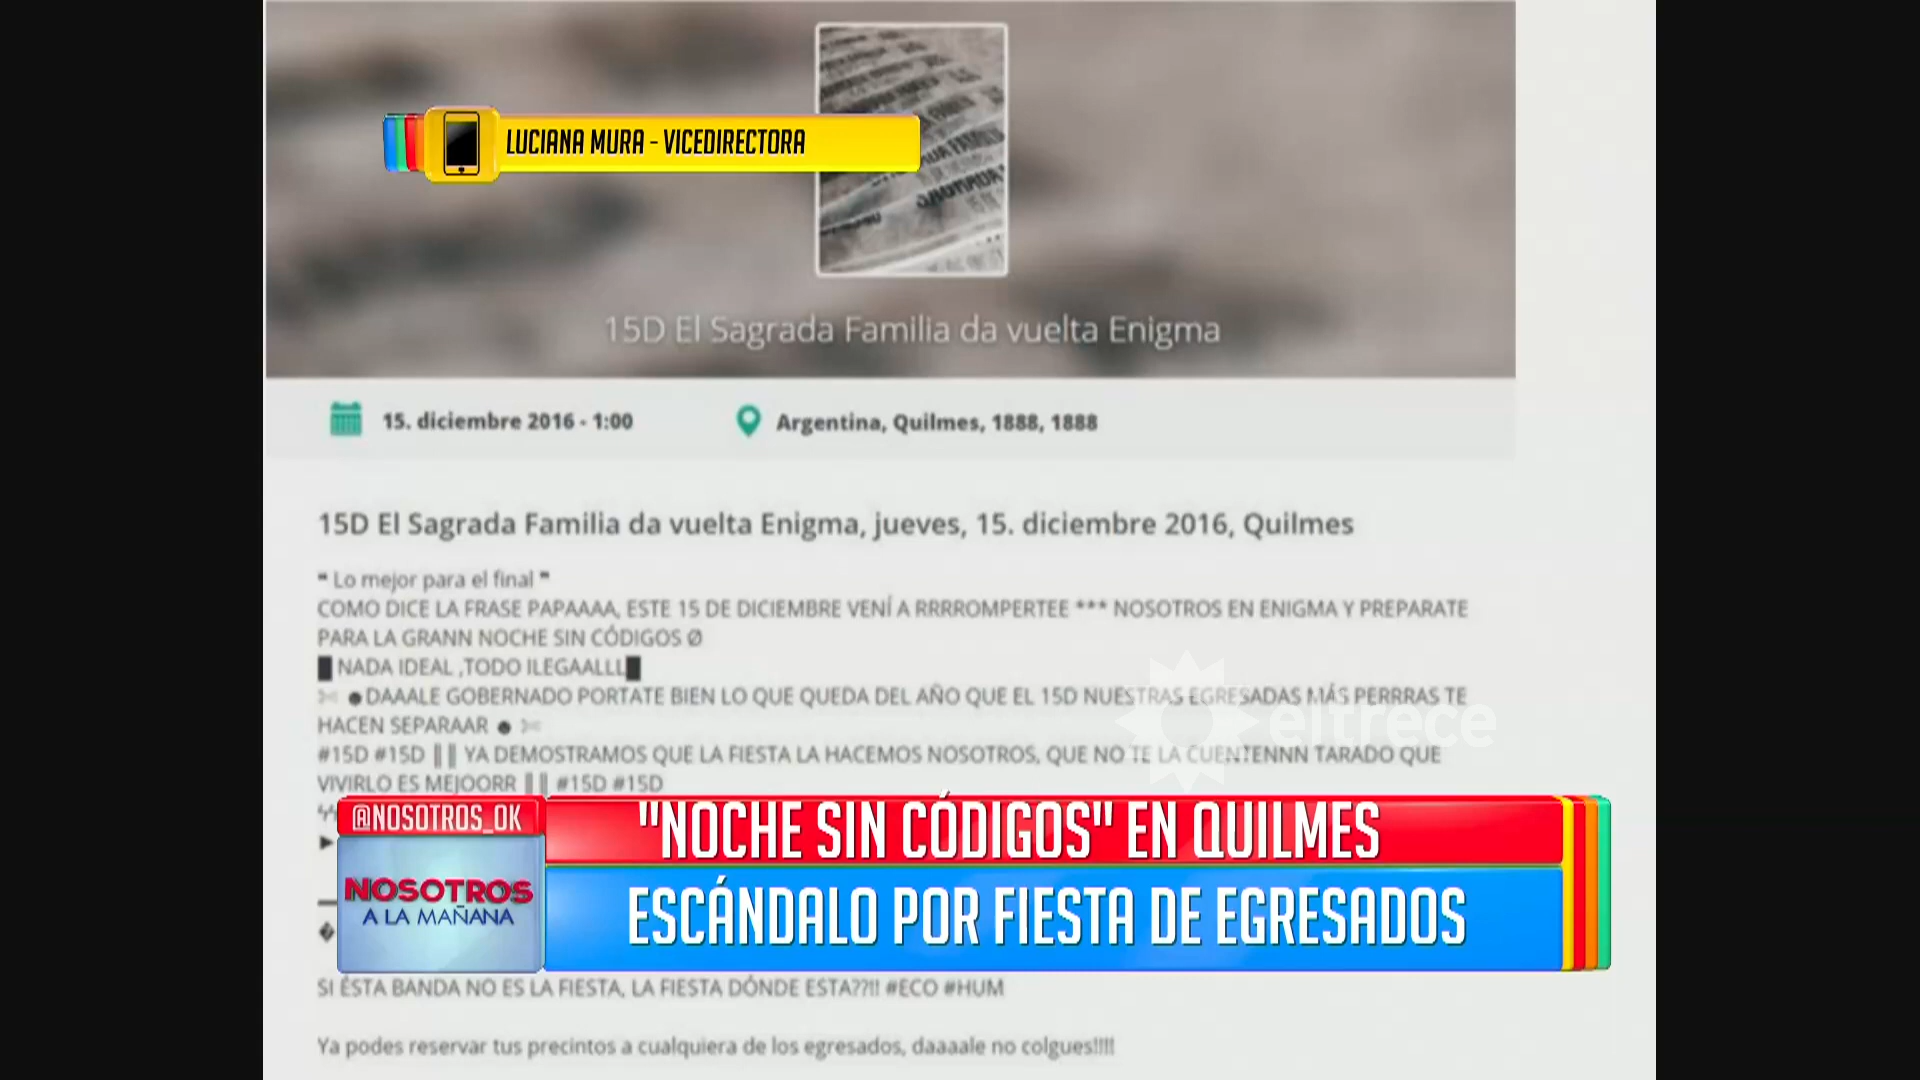 LUCIANA MURA - VICEDIRECTORA
15D El Sagrada Familia da vuelta Enigma
15. diciembre 2016 - 1:00
Argentina, Quilmes, 1888, 1888
15D El Sagrada Familia da vuelta Enigma, jueves, 15. diciembre 2016, Quilmes
❝ Lo mejor para el final ❞
COMO DICE LA FRASE PAPAAAA, ESTE 15 DE DICIEMBRE VENÍ A RRRROMPERTEE *** NOSOTROS EN ENIGMA Y PREPARATE
PARA LA GRANN NOCHE SIN CÓDIGOS Ø
█ NADA IDEAL ,TODO ILEGAALLL█
✄ ☻DAAALE GOBERNADO PORTATE BIEN LO QUE QUEDA DEL AÑO QUE EL 15D NUESTRAS EGRESADAS MÁS PERRRAS TE
HACEN SEPARAAR ☻ ✄
#15D #15D ║║ YA DEMOSTRAMOS QUE LA FIESTA LA HACEMOS NOSOTROS, QUE NO TE LA CUENTENNN TARADO QUE
VIVIRLO ES MEJOORR ║║ #15D #15D
eltrece
@NOSOTROS_OK
"NOCHE SIN CÓDIGOS" EN QUILMES
NOSOTROS
A LA MAÑANA
ESCÁNDALO POR FIESTA DE EGRESADOS
SI ÉSTA BANDA NO ES LA FIESTA, LA FIESTA DÓNDE ESTA??!! #ECO #HUM
Ya podes reservar tus precintos a cualquiera de los egresados, daaaale no colgues!!!!